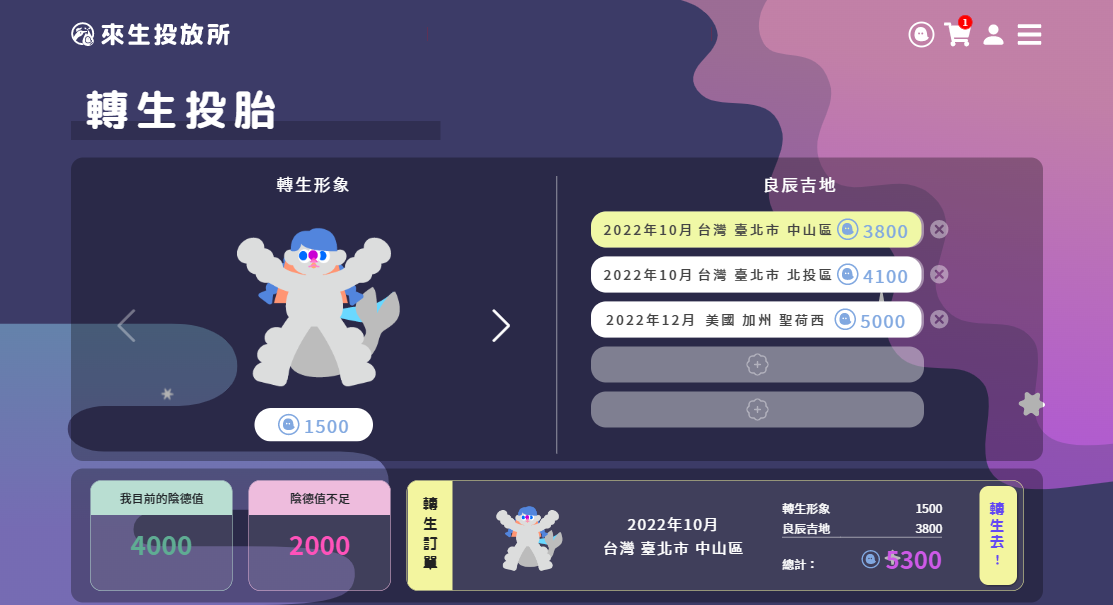 來生投放所
1
轉生投胎
轉生形象
1500
良辰吉地
2022年10月 台灣 臺北市 中山區 3800
2022年10月 台灣 臺北市 北投區 4100
2022年12月 美國 加州 聖荷西 5000
我目前的陰德值
4000
陰德值不足
2000
轉生訂單
2022年10月
台灣 臺北市 中山區
轉生形象 1500
良辰吉地 3800
總計： 5300
轉生去！